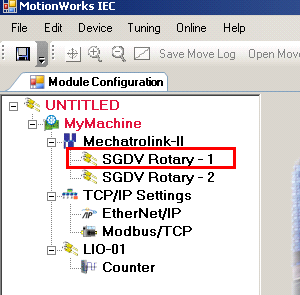 MotionWorks IEC
File Edit Device Tuning Online Help
Save Move Log Open Move
Module Configuration
UNTITLED
MyMachine
Mechatrolink-II
SGDV Rotary - 1
SGDV Rotary - 2
TCP/IP Settings
EtherNet/IP
Modbus/TCP
LIO-01
Counter